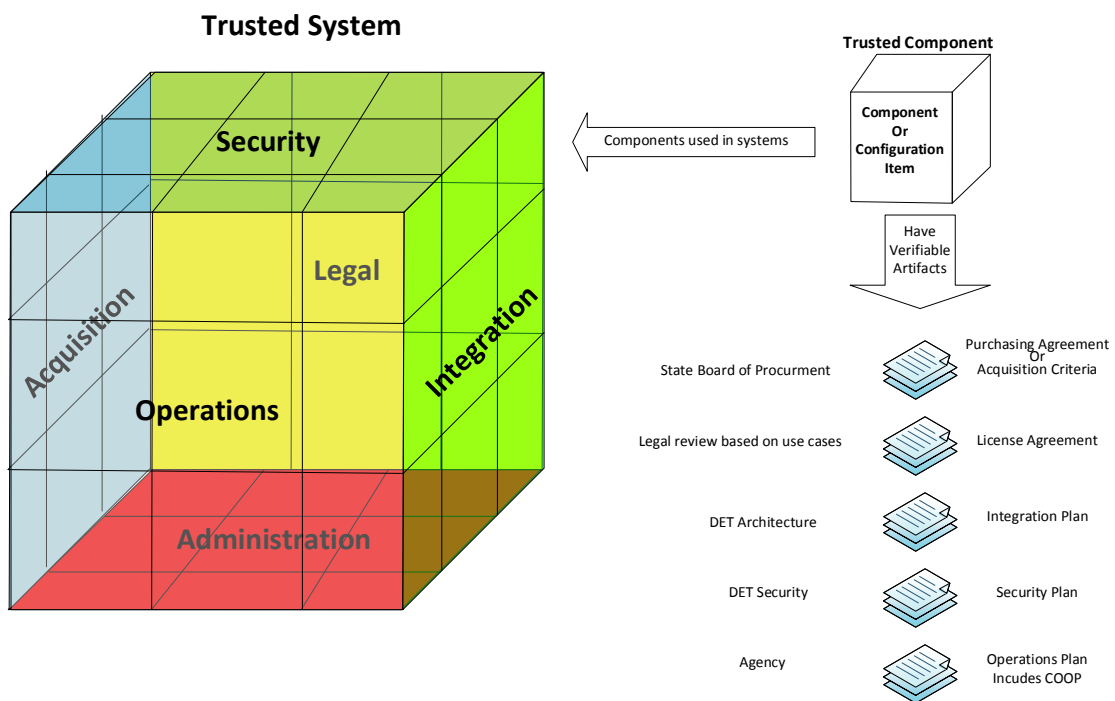 Trusted System
Security
Legal
Acquisition
Integration
Operations
Administration
Trusted Component
Component
Or
Configuration
Item
Components used in systems
Have
Verifiable
Artifacts
State Board of Procurment
Purchasing Agreement
Or
Acquisition Criteria
Legal review based on use cases
License Agreement
DET Architecture
Integration Plan
DET Security
Security Plan
Agency
Operations Plan
Incudes COOP